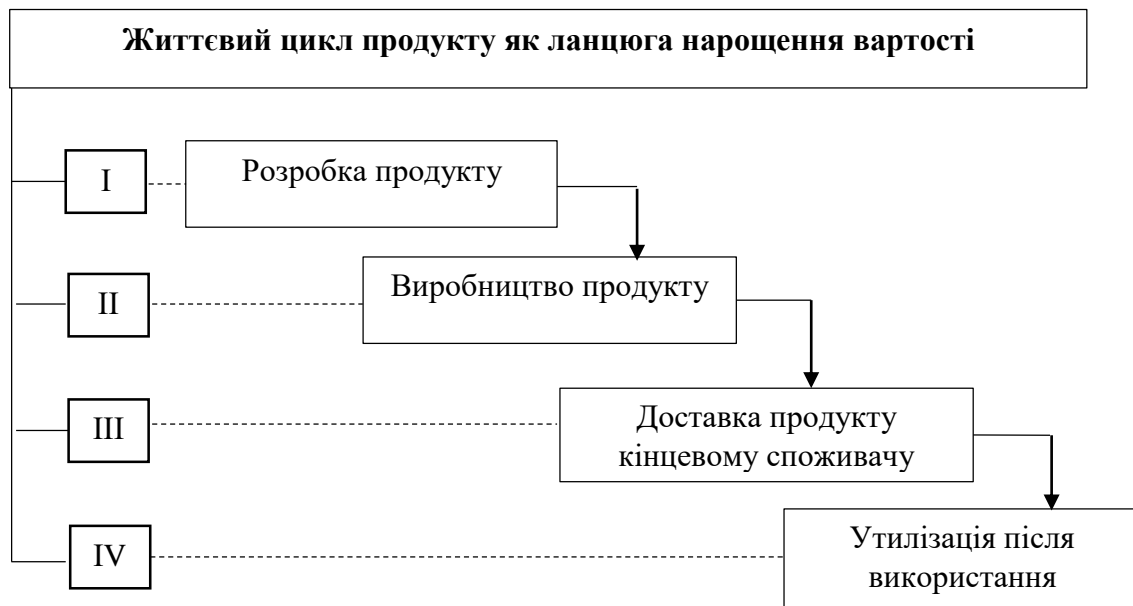 Життєвий цикл продукту як ланцюга нарощення вартості
I
Розробка продукту
II
Виробництво продукту
III
Доставка продукту
кінцевому споживачу
IV
Утилізація після
використання